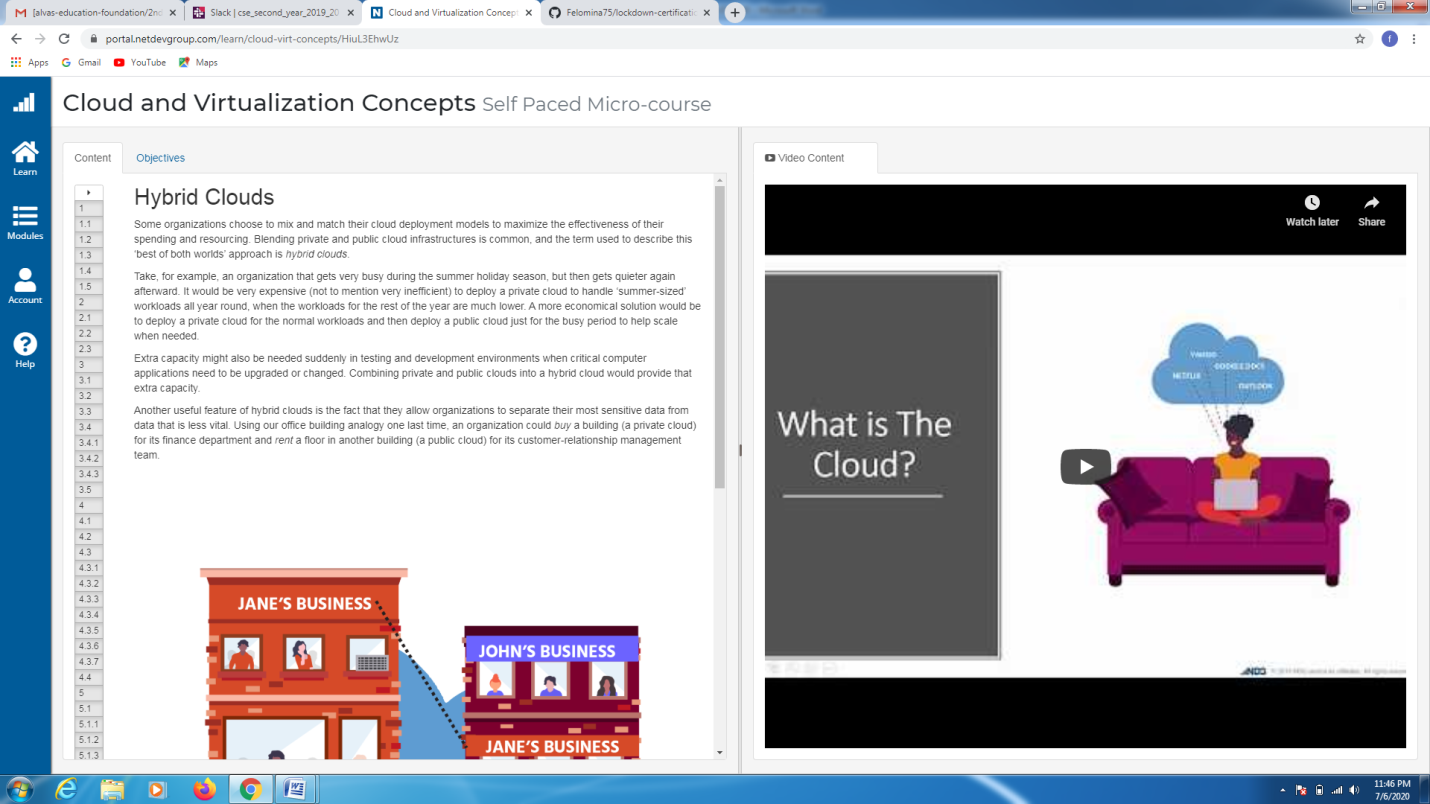 [alvas-education-foundation/2nd
Slack | cse_second_year_2019_20
Cloud and Virtualization Concept
Felomina75/lockdown-certificatio
portal.netdevgroup.com/learn/cloud-virt-concepts/HiuL3EhwUz
f
Apps
Gmail
YouTube
Maps
Cloud and Virtualization Concepts Self Paced Micro-course
Learn
Modules
Account
Help
Content
Objectives
1
1.1
1.2
1.3
1.4
1.5
2
2.1
2.2
2.3
3
3.1
3.2
3.3
3.4
3.4.1
3.4.2
3.4.3
3.5
4
4.1
4.2
4.3
4.3.1
4.3.2
4.3.3
4.3.4
4.3.5
4.3.6
4.3.7
4.4
5
5.1
5.1.1
5.1.2
5.1.3
Hybrid Clouds
Some organizations choose to mix and match their cloud deployment models to maximize the effectiveness of their
spending and resourcing. Blending private and public cloud infrastructures is common, and the term used to describe this
'best of both worlds' approach is hybrid clouds.
Take, for example, an organization that gets very busy during the summer holiday season, but then gets quieter again
afterward. It would be very expensive (not to mention very inefficient) to deploy a private cloud to handle 'summer-sized'
workloads all year round, when the workloads for the rest of the year are much lower. A more economical solution would be
to deploy a private cloud for the normal workloads and then deploy a public cloud just for the busy period to help scale
when needed.
Extra capacity might also be needed suddenly in testing and development environments when critical computer
applications need to be upgraded or changed. Combining private and public clouds into a hybrid cloud would provide that
extra capacity.
Another useful feature of hybrid clouds is the fact that they allow organizations to separate their most sensitive data from
data that is less vital. Using our office building analogy one last time, an organization could buy a building (a private cloud)
for its finance department and rent a floor in another building (a public cloud) for its customer-relationship management
team.
JANE'S BUSINESS
JOHN'S BUSINESS
JANE'S BUSINESS
Video Content
Watch later
Share
What is The
Cloud?
YAHOO
GOOGLE DOCS
NETFLIX
OUTLOOK
NDG
11:46 PM
7/6/2020